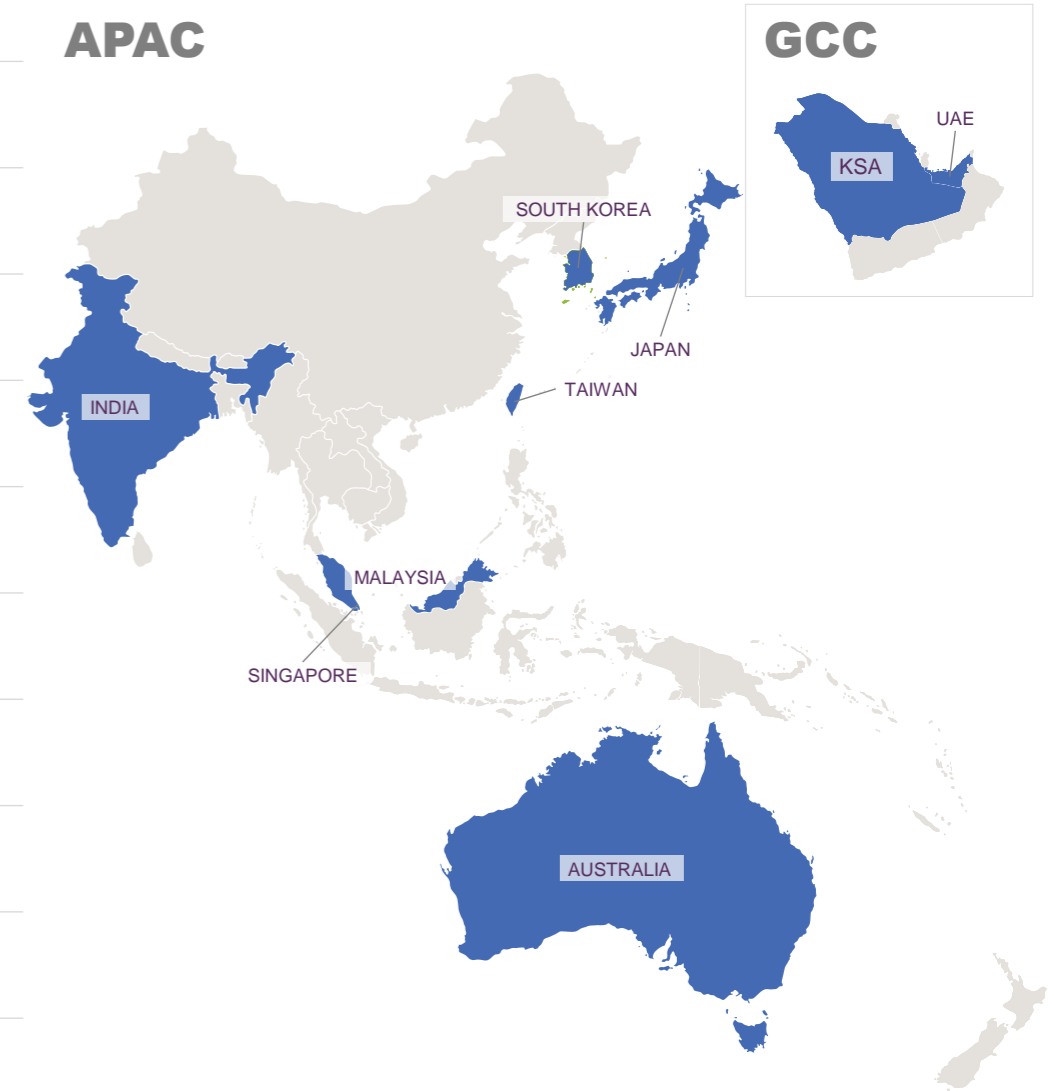 APAC
GCC
UAE
KSA
SOUTH KOREA
JAPAN
TAIWAN
INDIA
MALAYSIA
SINGAPORE
AUSTRALIA